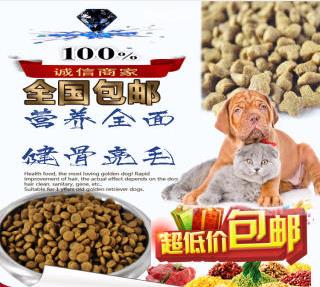 100%
诚信商家
全国包邮
营养全面
健骨亮毛
Health food, the most loving golden dog! Rapid
improvement of hair, the actual effect depends on the dog
hair clean, sanitary, gene, etc.,
Suitable for 1 years old golden retriever dogs.
超低价包邮